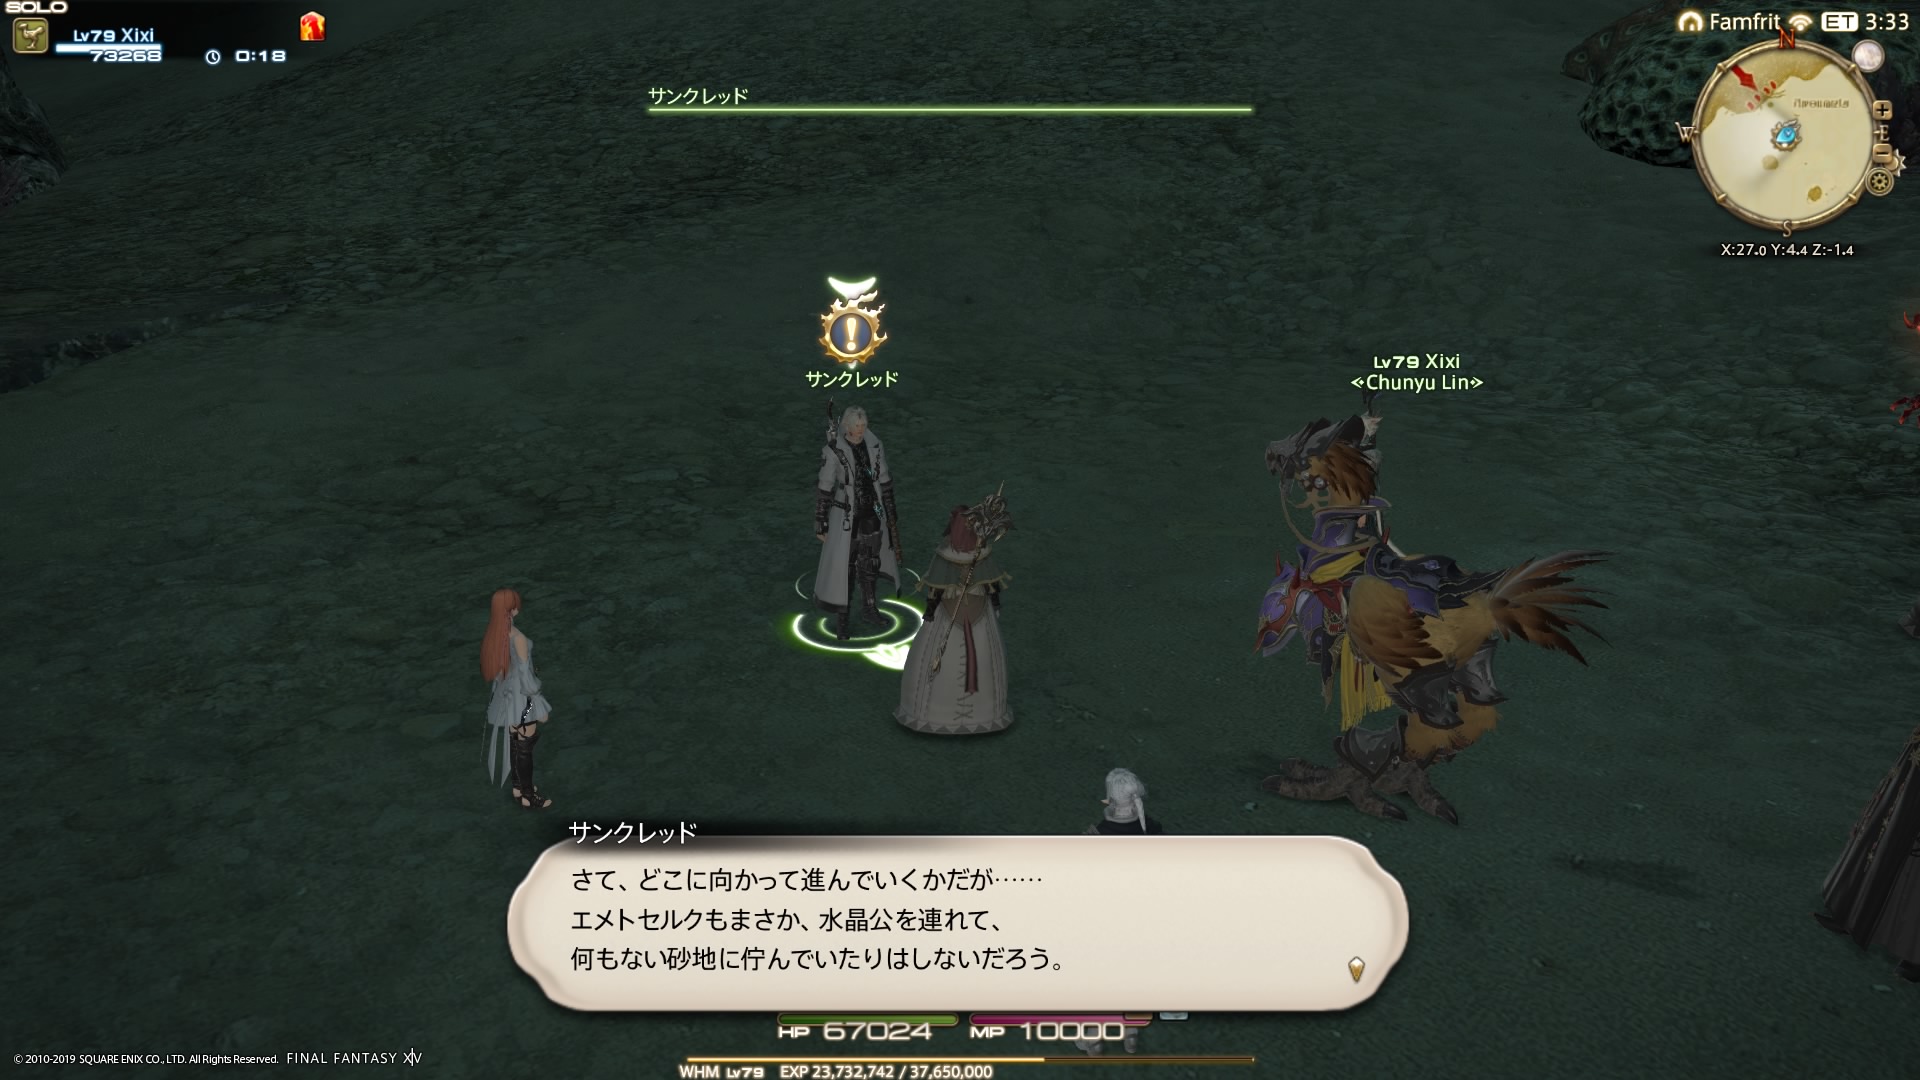 SOLO
Lv79 Xixi
73268
0:18
Famfrit ET 3:33
N
W
E
S
X:27.0 Y:4.4 Z:-1.4
サンクレッド
サンクレッド
Lv79 Xixi
«Chunyu Lin»
サンクレッド
さて、どこに向かって進んでいくかだが……
エメトセルクもまさか、水晶公を連れて、
何もない砂地に佇んでいたりはしないだろう。
HP 67024 MP 10000
WHM Lv79 EXP 23,732,742 / 37,650,000
© 2010-2019 SQUARE ENIX CO., LTD. All Rights Reserved. FINAL FANTASY XIV